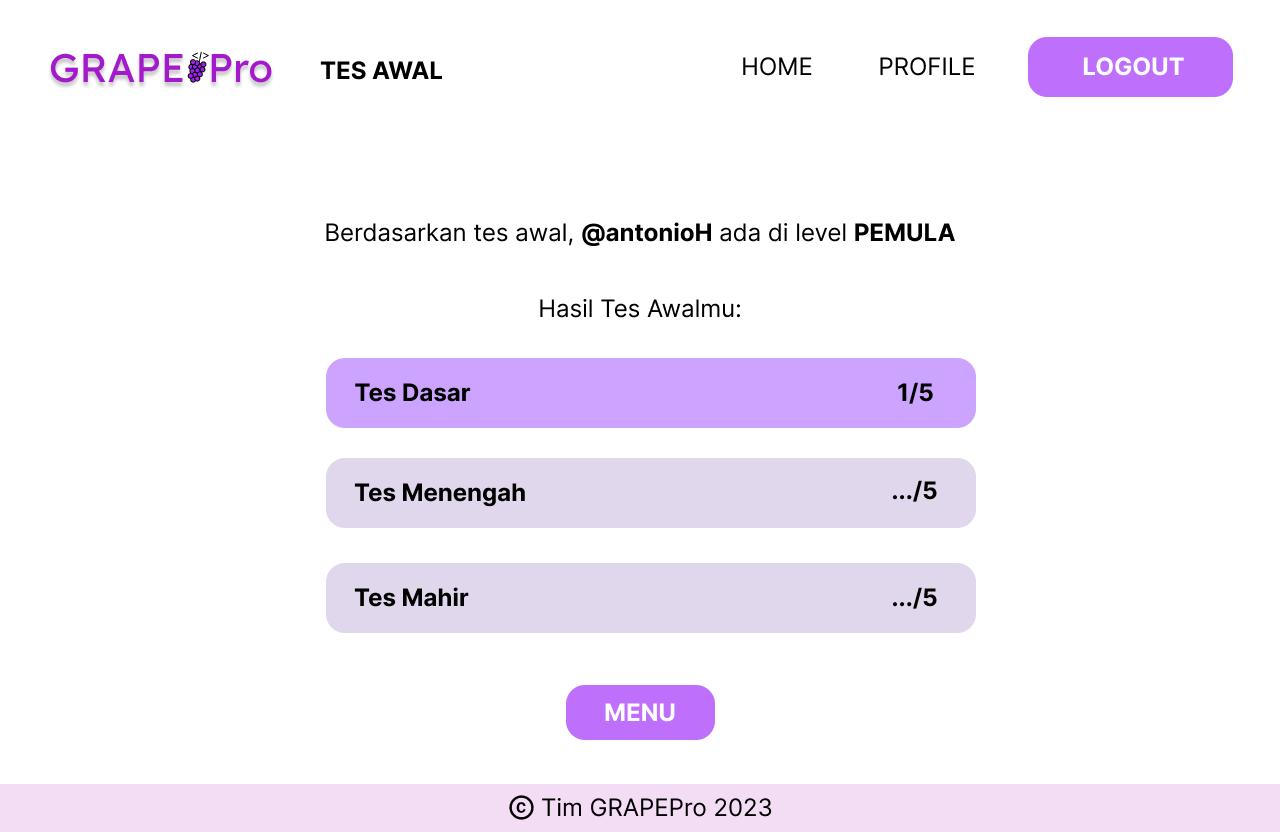 GRAPE</>Pro
TES AWAL
HOME
PROFILE
LOGOUT
Berdasarkan tes awal, @antonioH ada di level PEMULA
Hasil Tes Awalmu:
Tes Dasar 1/5
Tes Menengah .../5
Tes Mahir .../5
MENU
© Tim GRAPEPro 2023